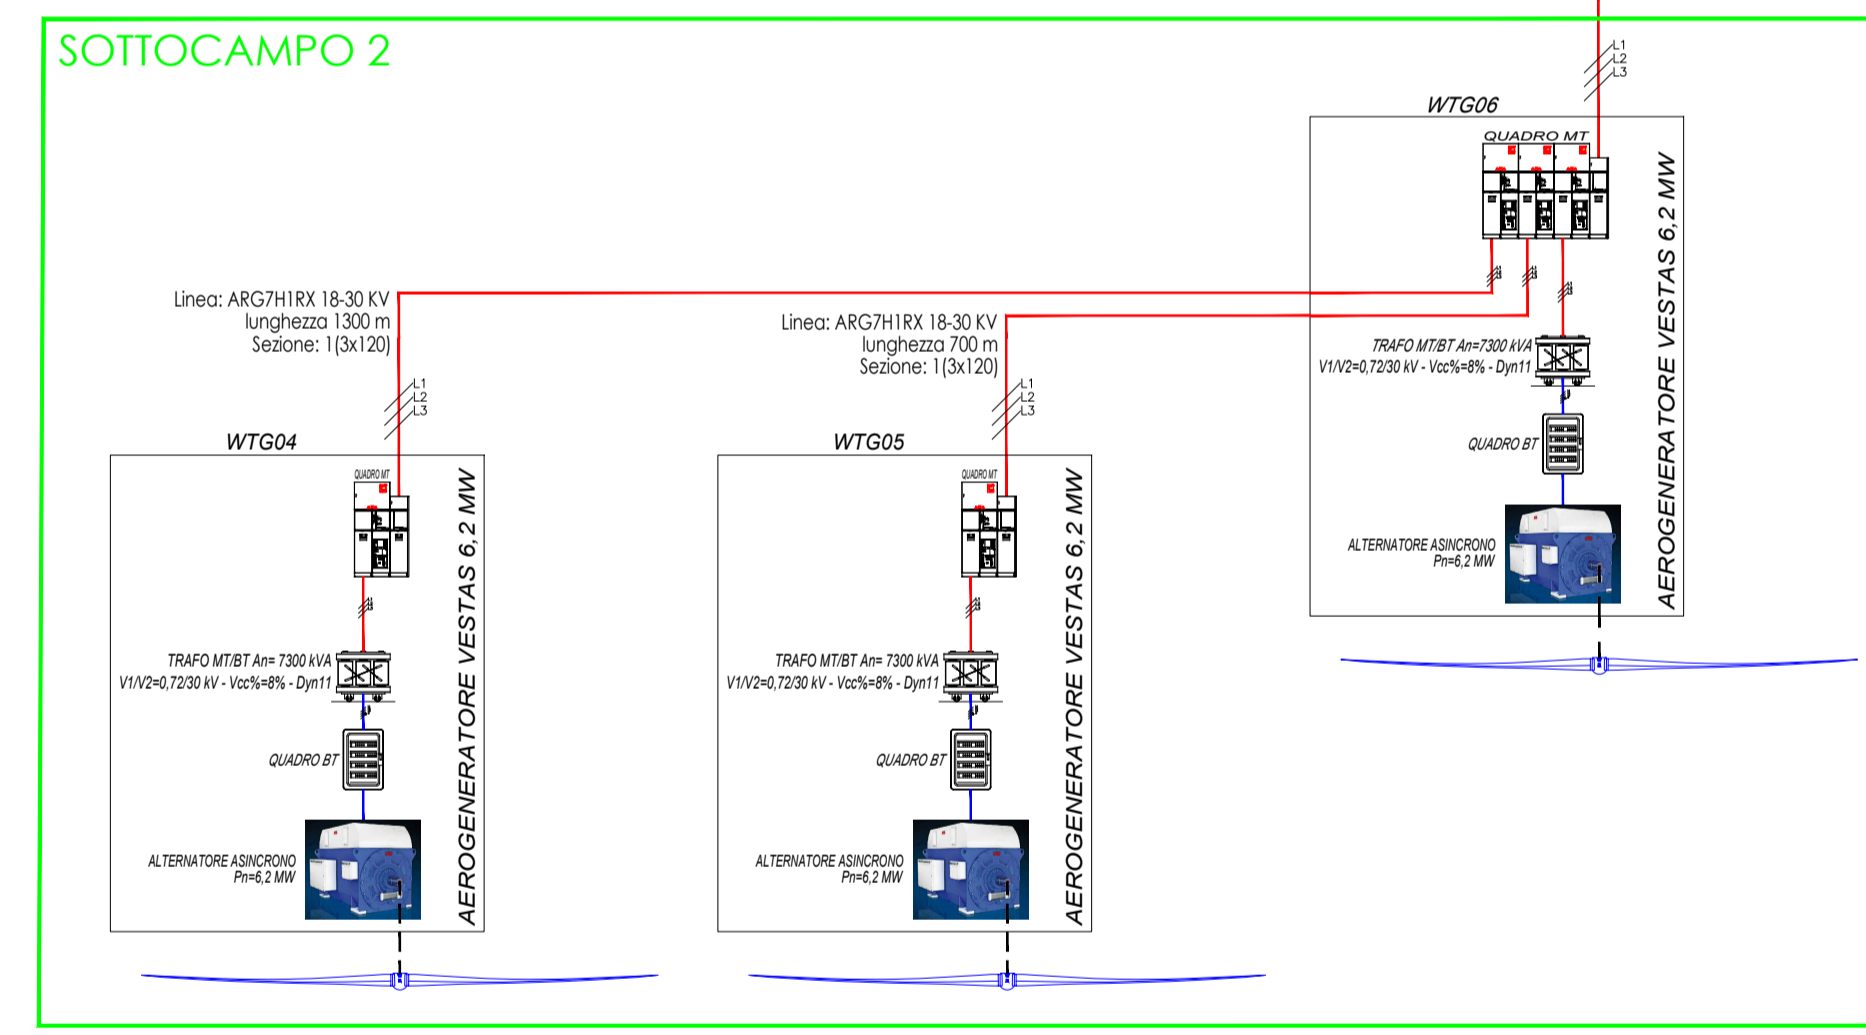 SOTTOCAMPO 2
L1
L2
L3
WTG06
QUADRO MT
AEROGENERATORE VESTAS 6,2 MW
TRAFO MT/BT An=7300 kVA
V1/V2=0,72/30 kV - Vcc%=8% - Dyn11
QUADRO BT
ALTERNATORE ASINCRONO
Pn=6,2 MW
Linea: ARG7H1RX 18-30 KV
lunghezza 1300 m
Sezione: 1(3x120)
L1
L2
L3
WTG04
QUADRO MT
AEROGENERATORE VESTAS 6,2 MW
TRAFO MT/BT An= 7300 kVA
V1/V2=0,72/30 kV - Vcc%=8% - Dyn11
QUADRO BT
ALTERNATORE ASINCRONO
Pn=6,2 MW
Linea: ARG7H1RX 18-30 KV
lunghezza 700 m
Sezione: 1(3x120)
L1
L2
L3
WTG05
QUADRO MT
AEROGENERATORE VESTAS 6,2 MW
TRAFO MT/BT An= 7300 kVA
V1/V2=0,72/30 kV - Vcc%=8% - Dyn11
QUADRO BT
ALTERNATORE ASINCRONO
Pn=6,2 MW